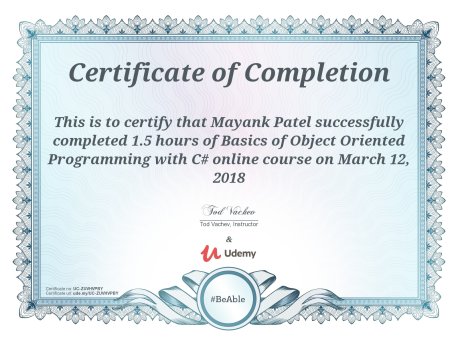 Certificate of Completion
This is to certify that Mayank Patel successfully
completed 1.5 hours of Basics of Object Oriented
Programming with C# online course on March 12,
2018
Tod Vachev
Tod Vachev, Instructor
&
Udemy
Certificate no: UC-ZUWHVPBY
Certificate url: ude.my/UC-ZUWHVPBY
#BeAble